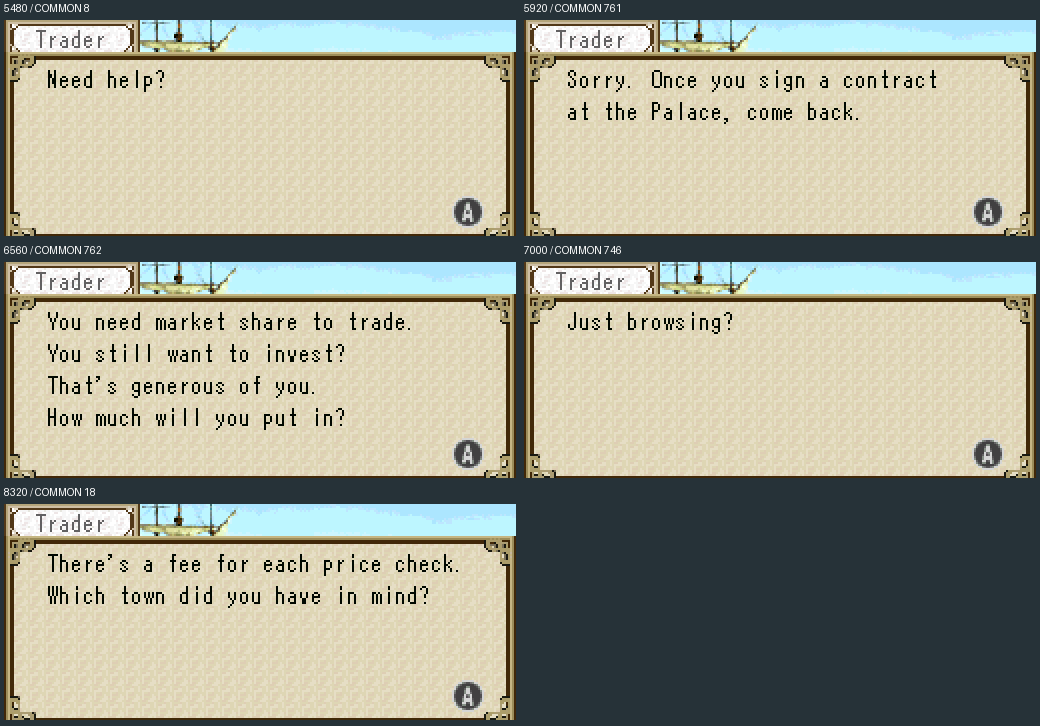 5480 / COMMON 8
Trader
Need help?
A
5920 / COMMON 761
Trader
Sorry. Once you sign a contract
at the Palace, come back.
A
6560 / COMMON 762
Trader
You need market share to trade.
You still want to invest?
That's generous of you.
How much will you put in?
A
7000 / COMMON 746
Trader
Just browsing?
A
8320 / COMMON 18
Trader
There's a fee for each price check.
Which town did you have in mind?
A